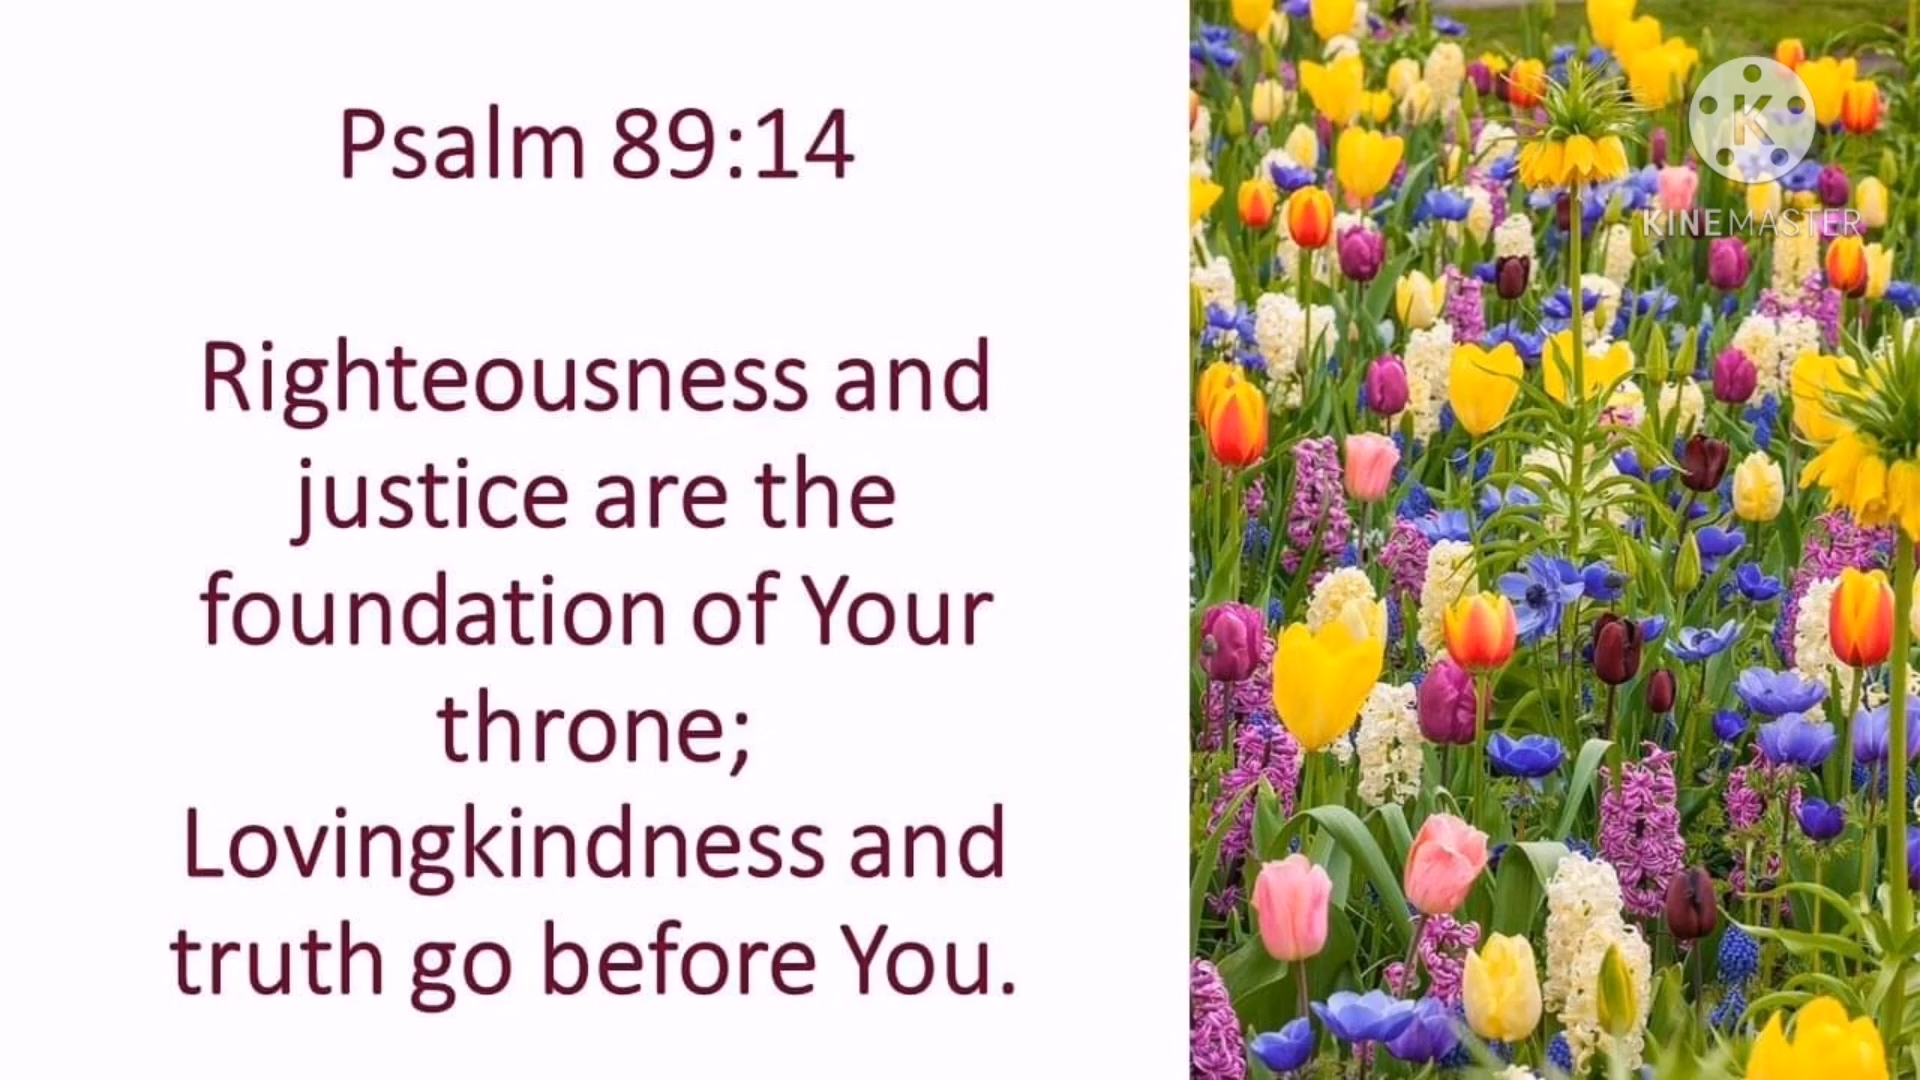 Psalm 89:14
Righteousness and
justice are the
foundation of Your
throne;
Lovingkindness and
truth go before You.
K
KINEMASTER